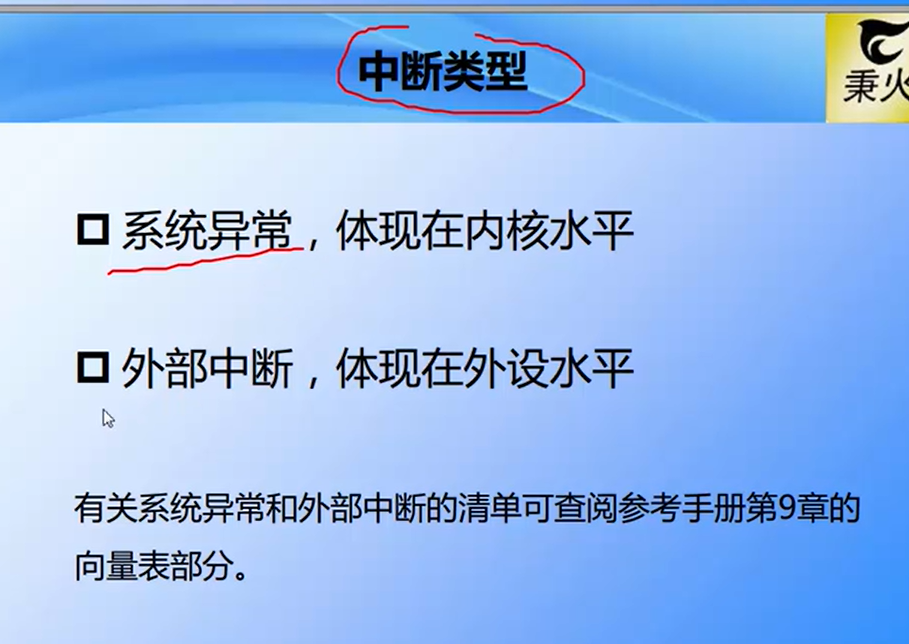 中断类型
秉火
系统异常，体现在内核水平
外部中断，体现在外设水平
有关系统异常和外部中断的清单可查阅参考手册第9章的
向量表部分。